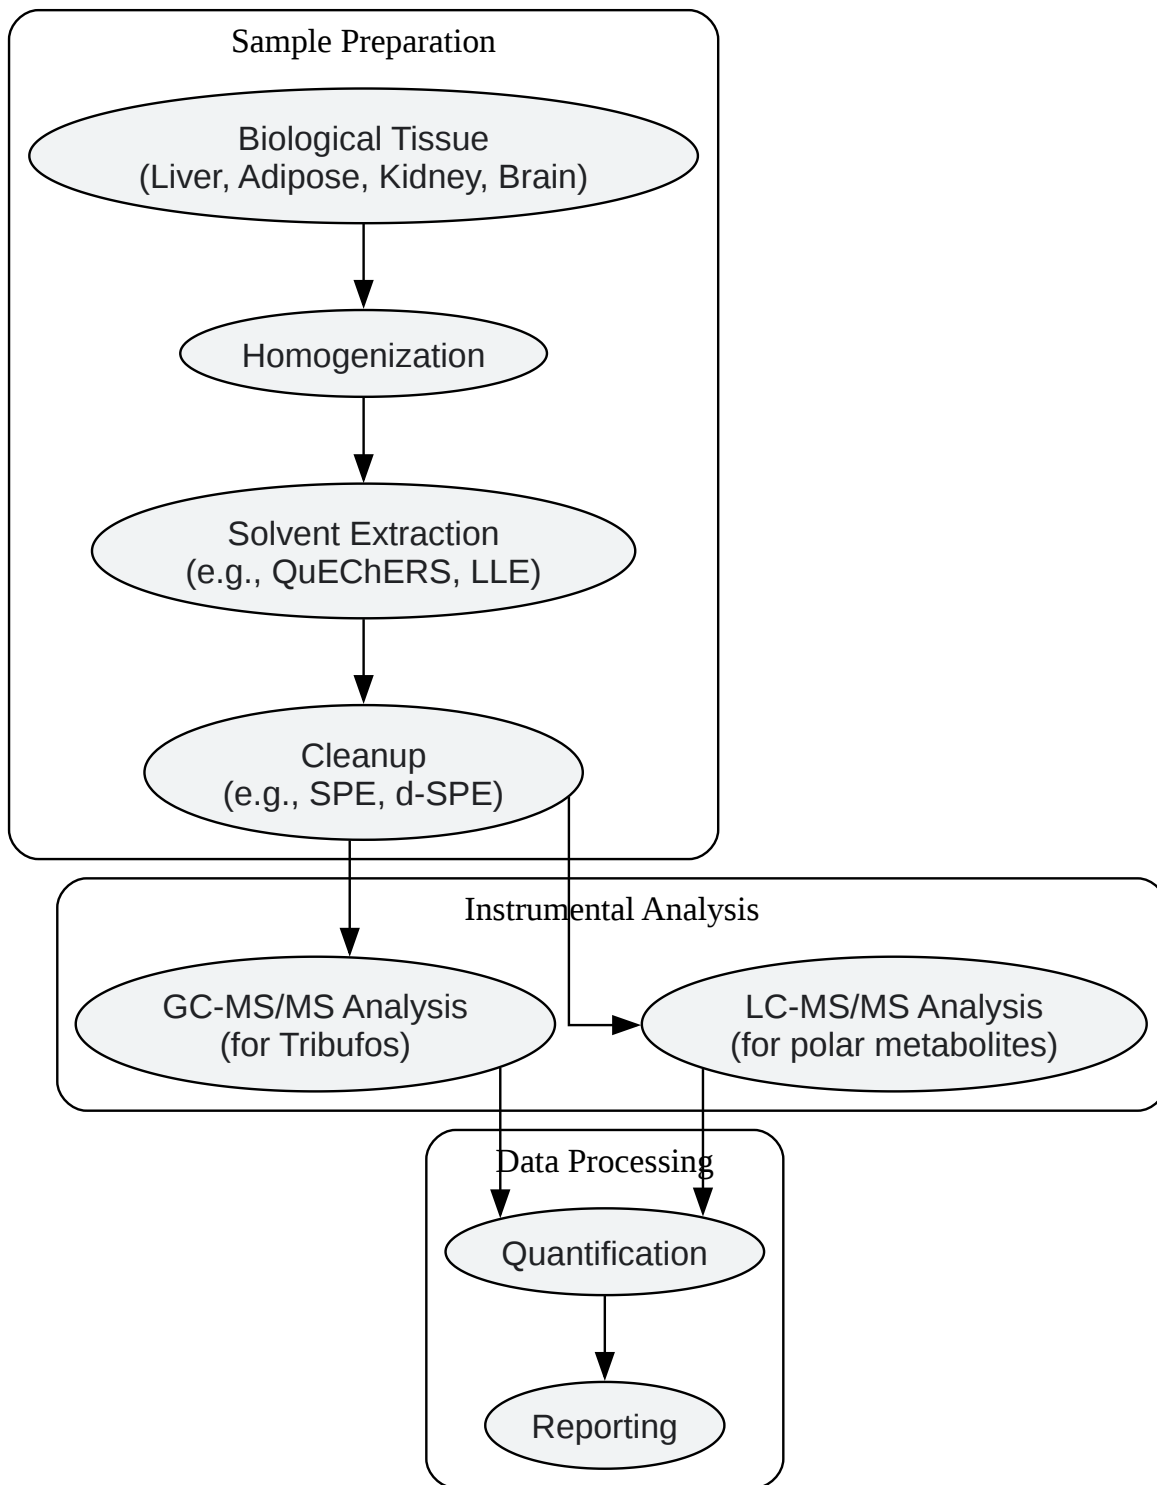 Sample Preparation
Biological Tissue
(Liver, Adipose, Kidney, Brain)
Homogenization
Solvent Extraction
(e.g., QuEChERS, LLE)
Cleanup
(e.g., SPE, d-SPE)
Instrumental Analysis
GC-MS/MS Analysis
(for Tribufos)
LC-MS/MS Analysis
(for polar metabolites)
Data Processing
Quantification
Reporting